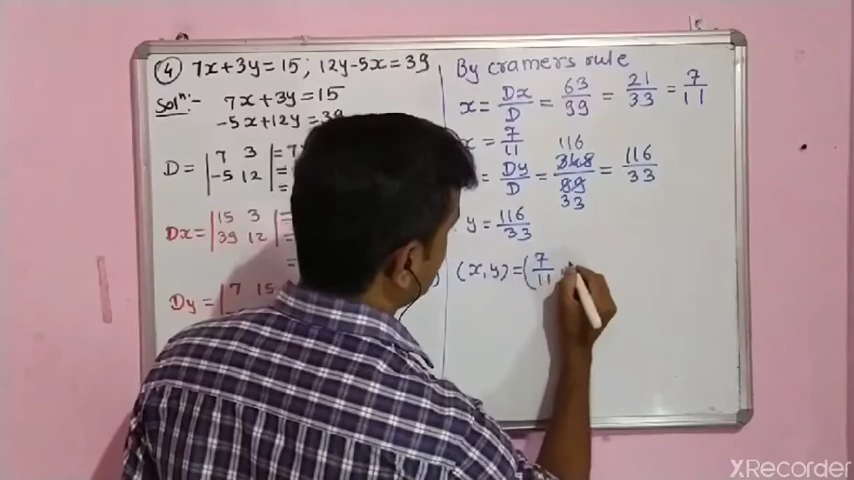 ④ 7x+3y=15 ; 12y-5x=39
Solⁿ:- 7x+3y=15
-5x+12y=39
D = | 7 3 | = 7
| -5 12 | =
Dx = | 15 3 | =
| 39 12 | =
=
Dy = | 7 15
By cramers rule
x = Dx/D = 63/99 = 21/33 = 7/11
x = 7/11
= Dy/D = 348/99 = 116/33
116
33
y = 116/33
(x,y) = (7/11
XRecorder